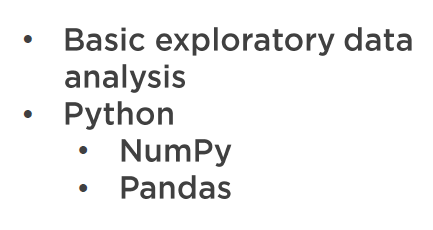 • Basic exploratory data
analysis
• Python
• NumPy
• Pandas